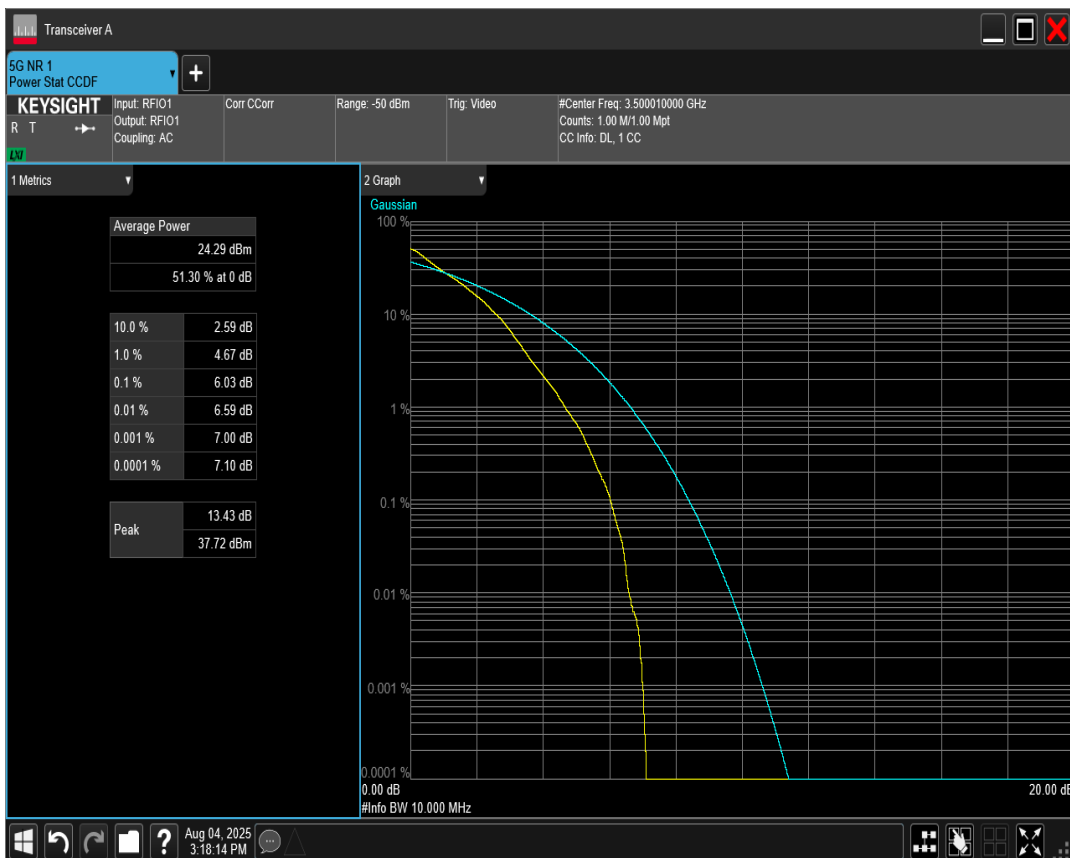 Transceiver A
5G NR 1
Power Stat CCDF
+
KEYSIGHT
R T
LXI
Input: RFIO1
Output: RFIO1
Coupling: AC
Corr CCorr
Range: -50 dBm
Trig: Video
#Center Freq: 3.500010000 GHz
Counts: 1.00 M/1.00 Mpt
CC Info: DL, 1 CC
1 Metrics
Average Power
24.29 dBm
51.30 % at 0 dB
10.0 % 2.59 dB
1.0 % 4.67 dB
0.1 % 6.03 dB
0.01 % 6.59 dB
0.001 % 7.00 dB
0.0001 % 7.10 dB
Peak
13.43 dB
37.72 dBm
2 Graph
Gaussian
100 %
10 %
1 %
0.1 %
0.01 %
0.001 %
0.0001 %
0.00 dB
20.00 dB
#Info BW 10.000 MHz
?
Aug 04, 2025
3:18:14 PM